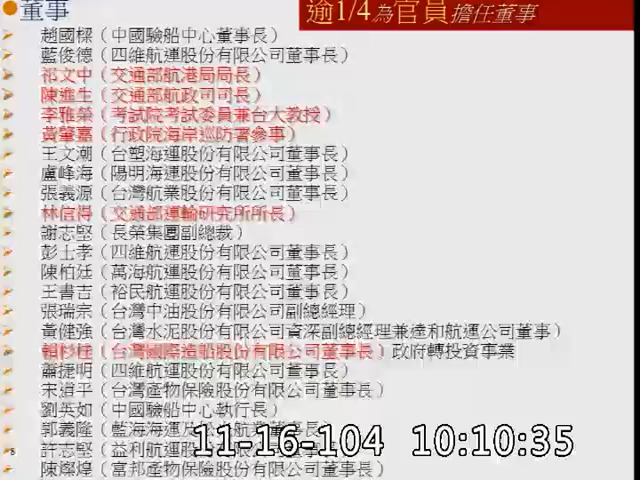 董事
逾1/4為官員擔任董事
趙國樑（中國驗船中心董事長）
藍俊德（四維航運股份有限公司董事長）
祁文中（交通部航港局局長）
陳進生（交通部航政司司長）
李雅榮（考試院考試委員兼台大教授）
黃肇嘉（行政院海岸巡防署參事）
王文潮（台塑海運股份有限公司董事長）
盧峰海（陽明海運股份有限公司董事長）
張義源（台灣航業股份有限公司董事長）
林信得（交通部運輸研究所所長）
謝志堅（長榮集團副總裁）
彭士孝（四維航運股份有限公司董事長）
陳柏廷（萬海航運股份有限公司董事長）
王書吉（裕民航運股份有限公司董事長）
張瑞宗（台灣中油股份有限公司副總經理）
黃健強（台灣水泥股份有限公司資深副總經理兼達和航運公司董事）
賴杉桂（台灣國際造船股份有限公司董事長）政府轉投資事業
蕭捷明（四維航運股份有限公司董事長）
宋道平（台灣產物保險股份有限公司董事長）
劉英如（中國驗船中心執行長）
郭義隆（藍海海運及
許志堅（益利航運股份有限公司董事長）
陳燦煌（富邦產物保險股份有限公司董事長）
11-16-104 10:10:35